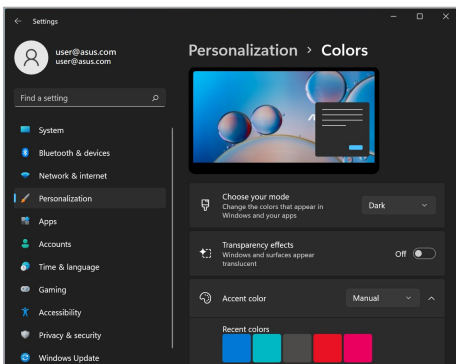 Settings
user@asus.com
user@asus.com
Find a setting
System
Bluetooth & devices
Network & internet
Personalization
Apps
Accounts
Time & language
Gaming
Accessibility
Privacy & security
Windows Update
Personalization > Colors
Choose your mode
Change the colors that appear in
Windows and your apps
Dark
Transparency effects
Windows and surfaces appear
translucent
Off
Accent color
Manual
Recent colors